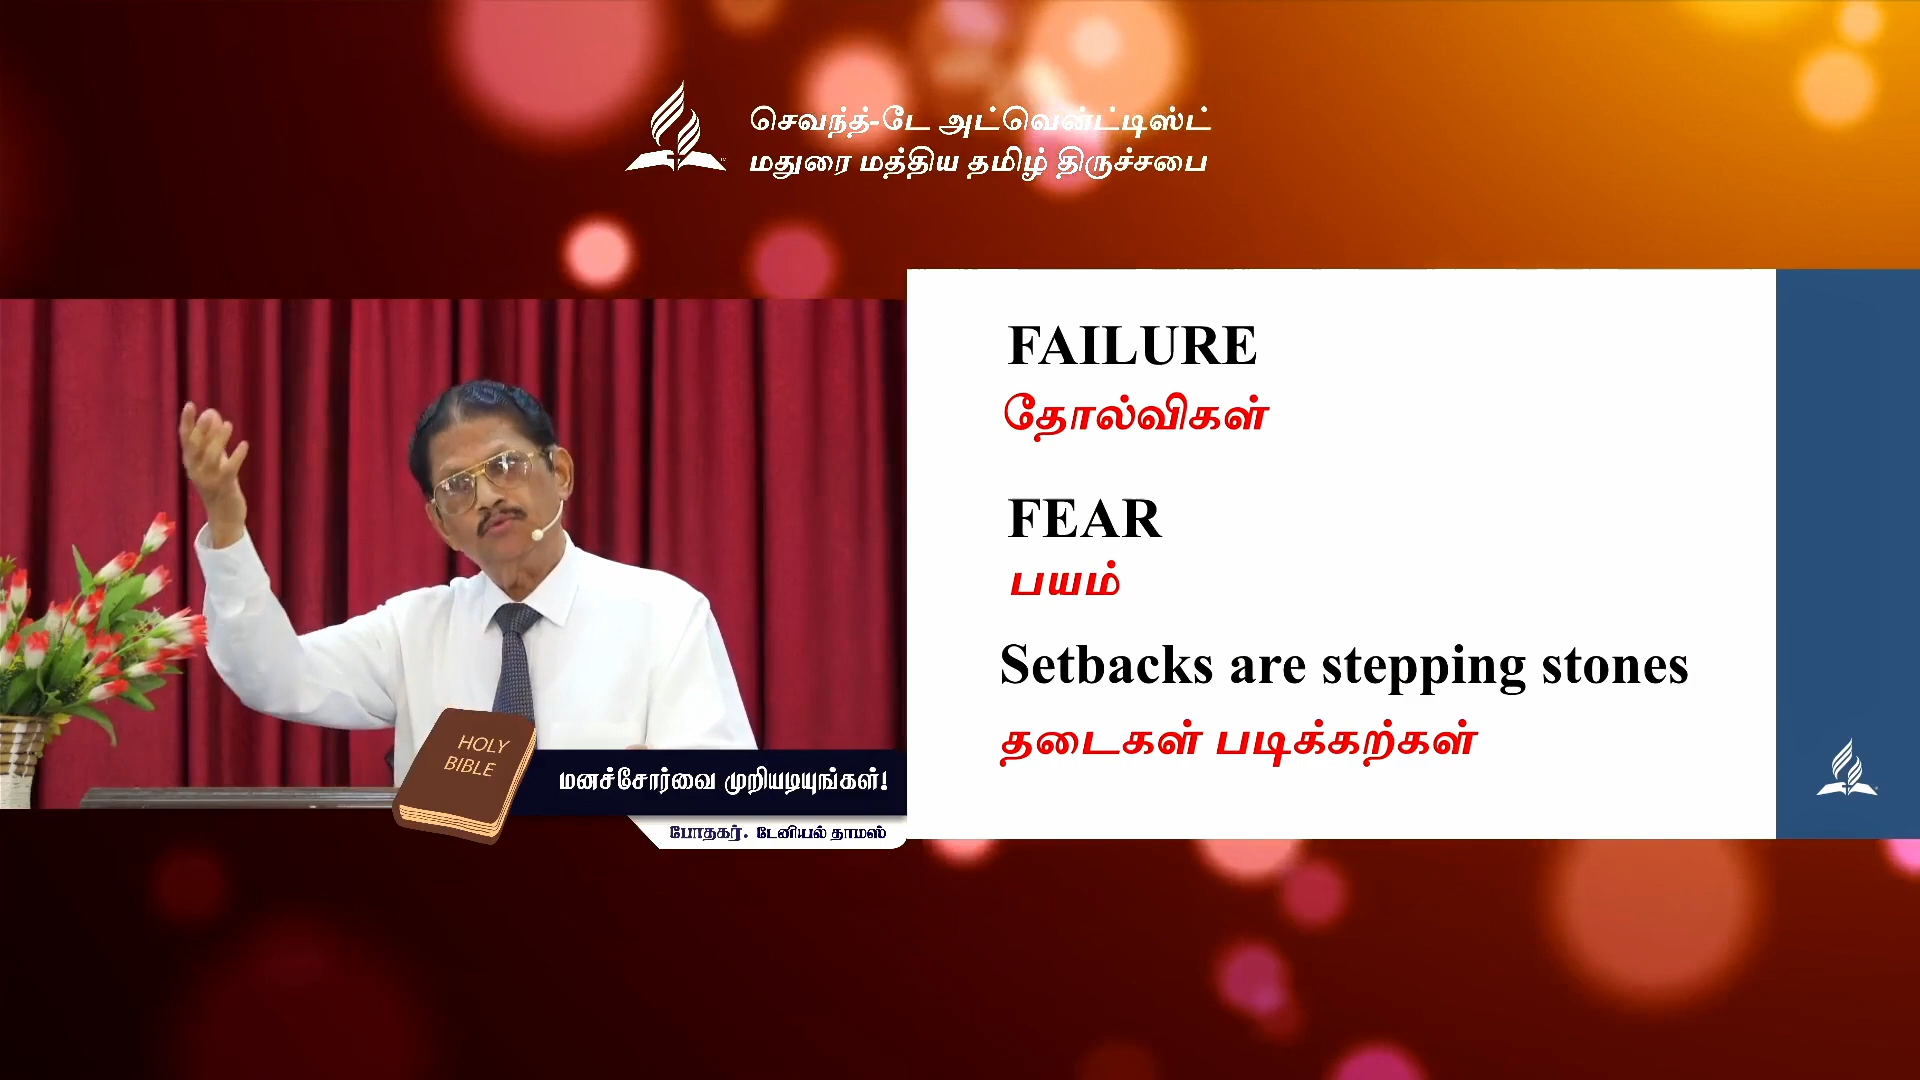 செவந்த்-டே அட்வென்ட்டிஸ்ட்
மதுரை மத்திய தமிழ் திருச்சபை
FAILURE
தோல்விகள்
FEAR
பயம்
Setbacks are stepping stones
தடைகள் படிக்கற்கள்
HOLY
BIBLE
மனச்சோர்வை முறியடியுங்கள்!
போதகர். டேனியல் தாமஸ்